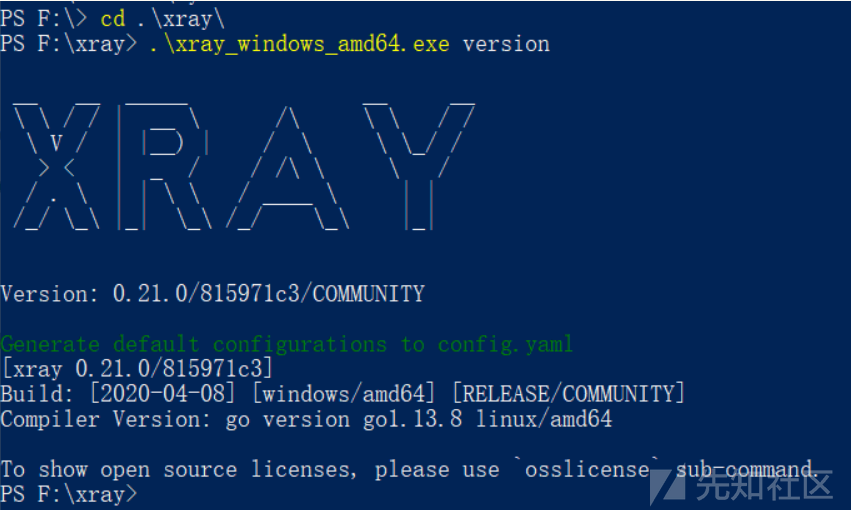 PS F:\> cd .\xray\
PS F:\xray> .\xray_windows_amd64.exe version
XRAY
Version: 0.21.0/815971c3/COMMUNITY
Generate default configurations to config.yaml
[xray 0.21.0/815971c3]
Build: [2020-04-08] [windows/amd64] [RELEASE/COMMUNITY]
Compiler Version: go version go1.13.8 linux/amd64
To show open source licenses, please use `osslicense` sub-command.
PS F:\xray>
先知社区